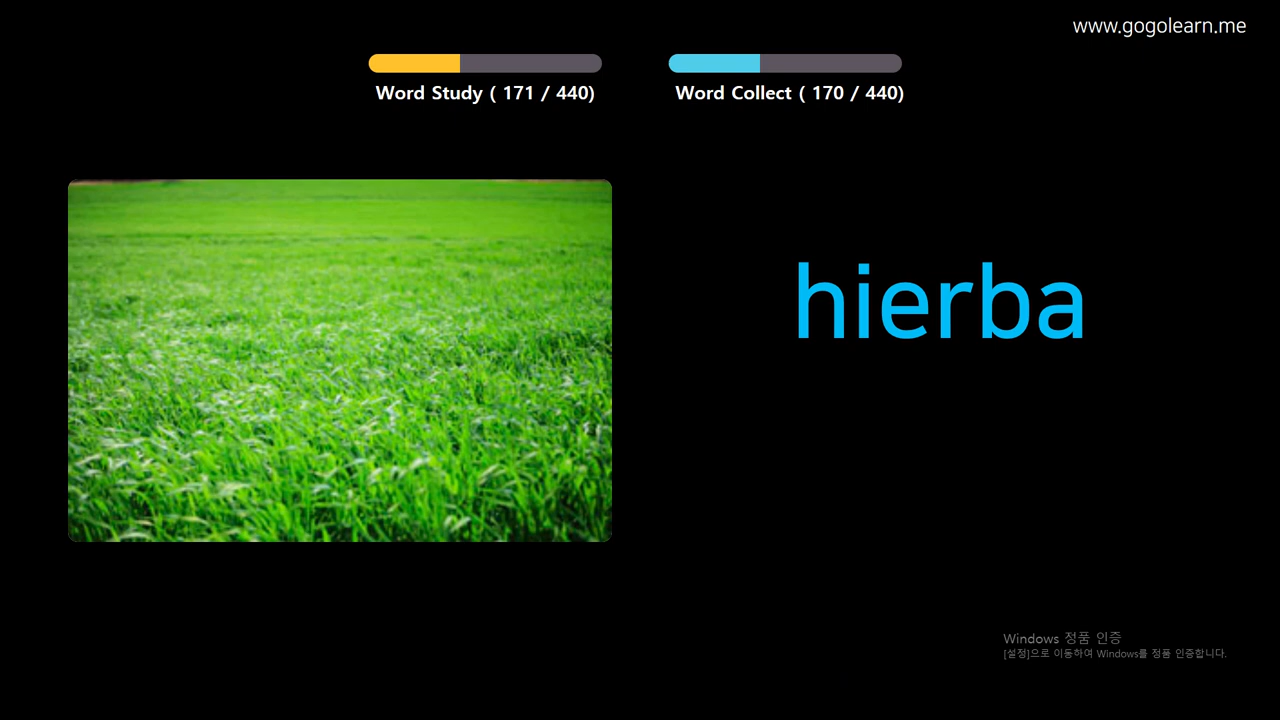 www.gogolearn.me
Word Study ( 171 / 440)
Word Collect ( 170 / 440)
hierba
Windows 정품 인증
[설정]으로 이동하여 Windows를 정품 인증합니다.